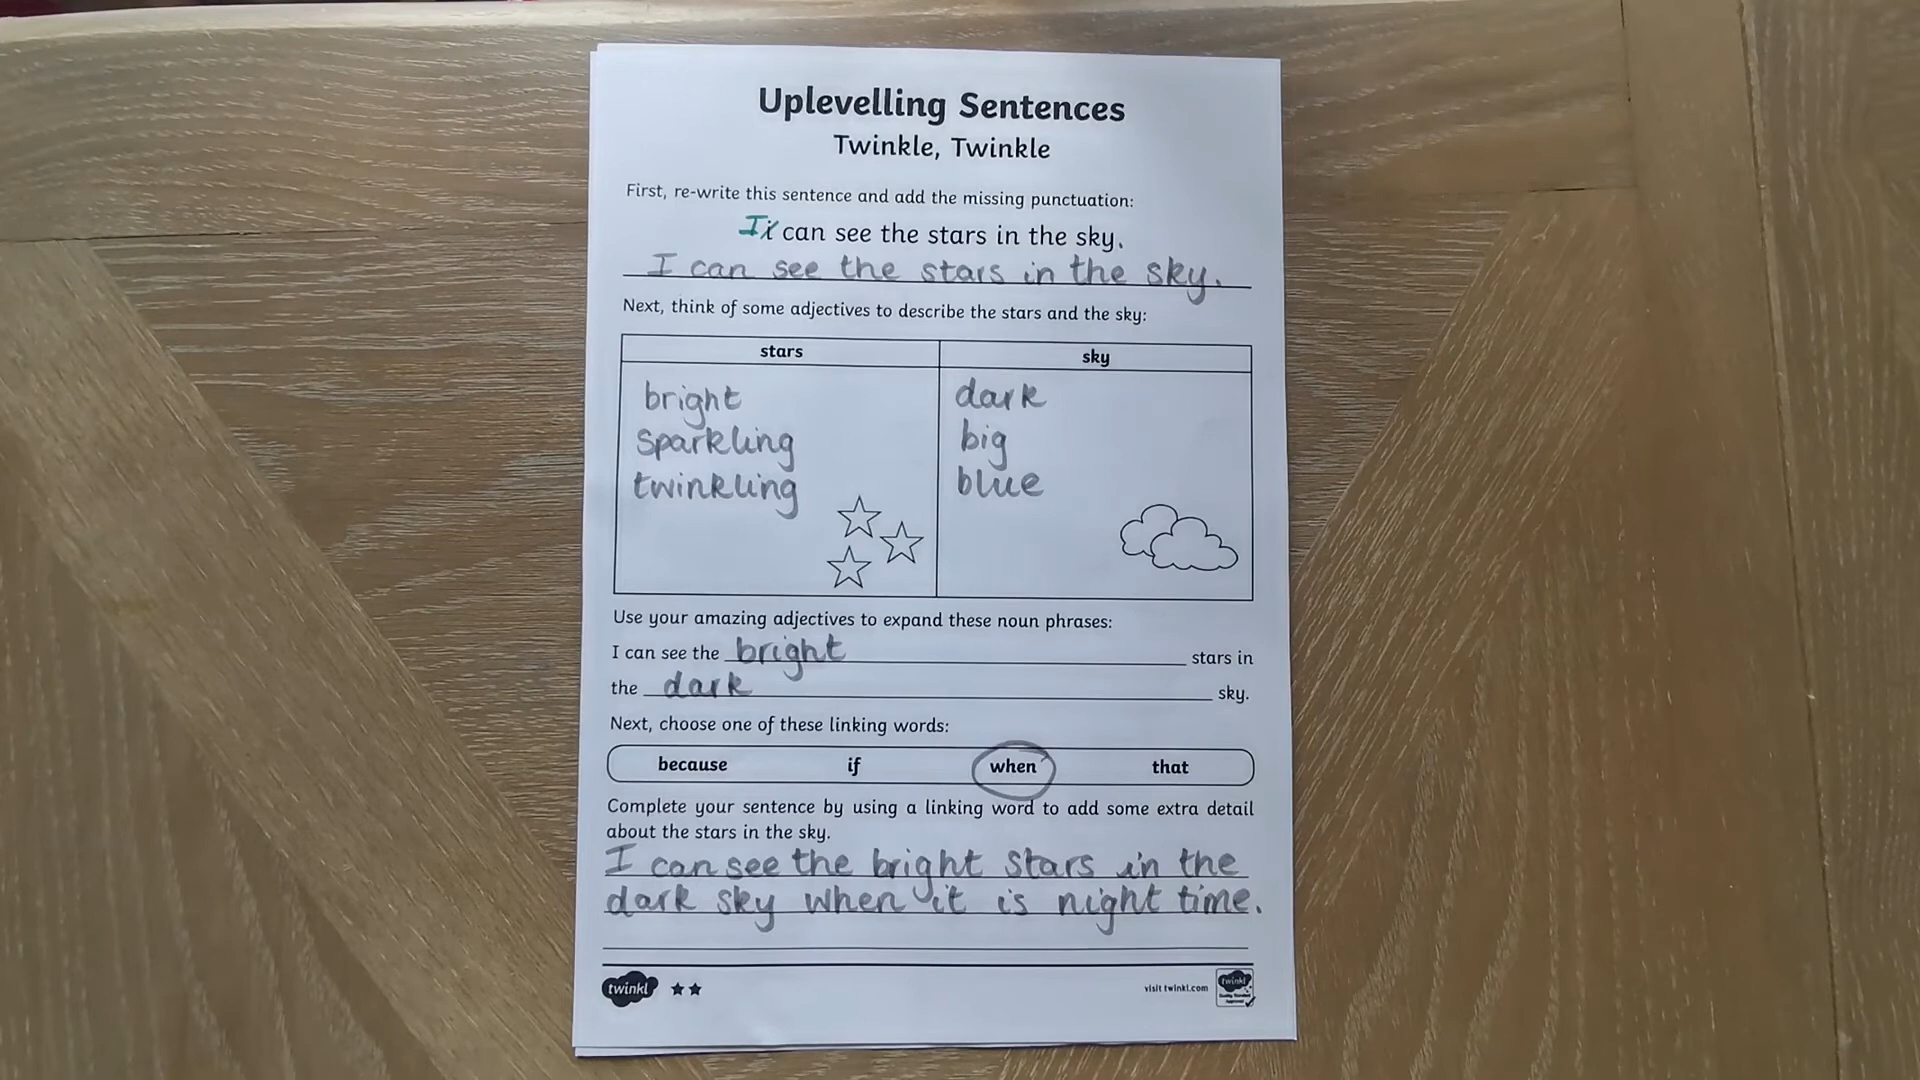 Uplevelling Sentences
Twinkle, Twinkle
First, re-write this sentence and add the missing punctuation:
Ii can see the stars in the sky.
I can see the stars in the sky.
Next, think of some adjectives to describe the stars and the sky:
stars sky
bright dark
sparkling big
twinkling blue
Use your amazing adjectives to expand these noun phrases:
I can see the bright stars in
the dark sky.
Next, choose one of these linking words:
because if when that
Complete your sentence by using a linking word to add some extra detail
about the stars in the sky.
I can see the bright stars in the
dark sky when it is night time.
twinkl visit twinkl.com twinkl
Quality Standard
Approved